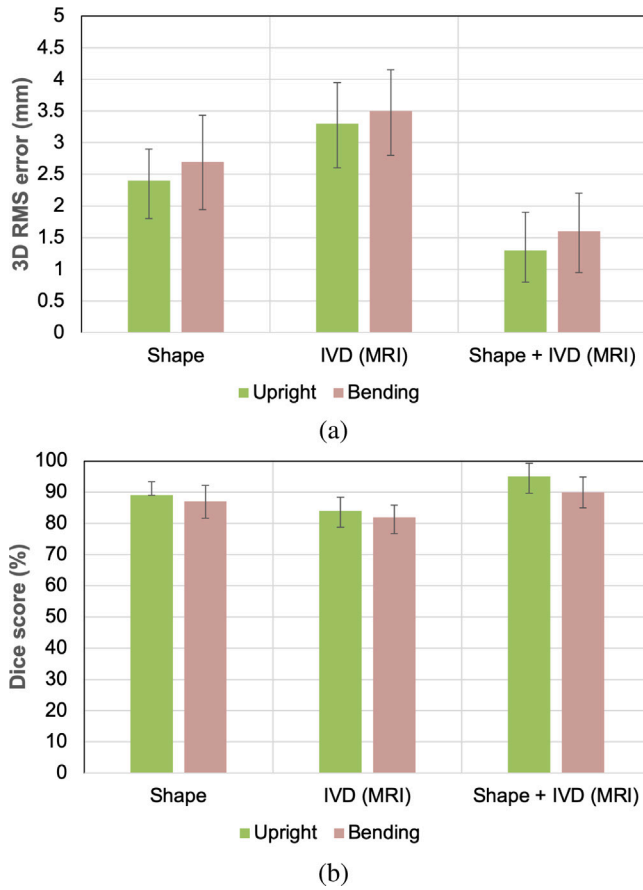 5
4.5
4
3.5
3
2.5
2
1.5
1
0.5
0
3D RMS error (mm)
Shape IVD (MRI) Shape + IVD (MRI)
Upright Bending
(a)
100
90
80
70
60
50
40
30
20
10
0
Dice score (%)
Shape IVD (MRI) Shape + IVD (MRI)
Upright Bending
(b)